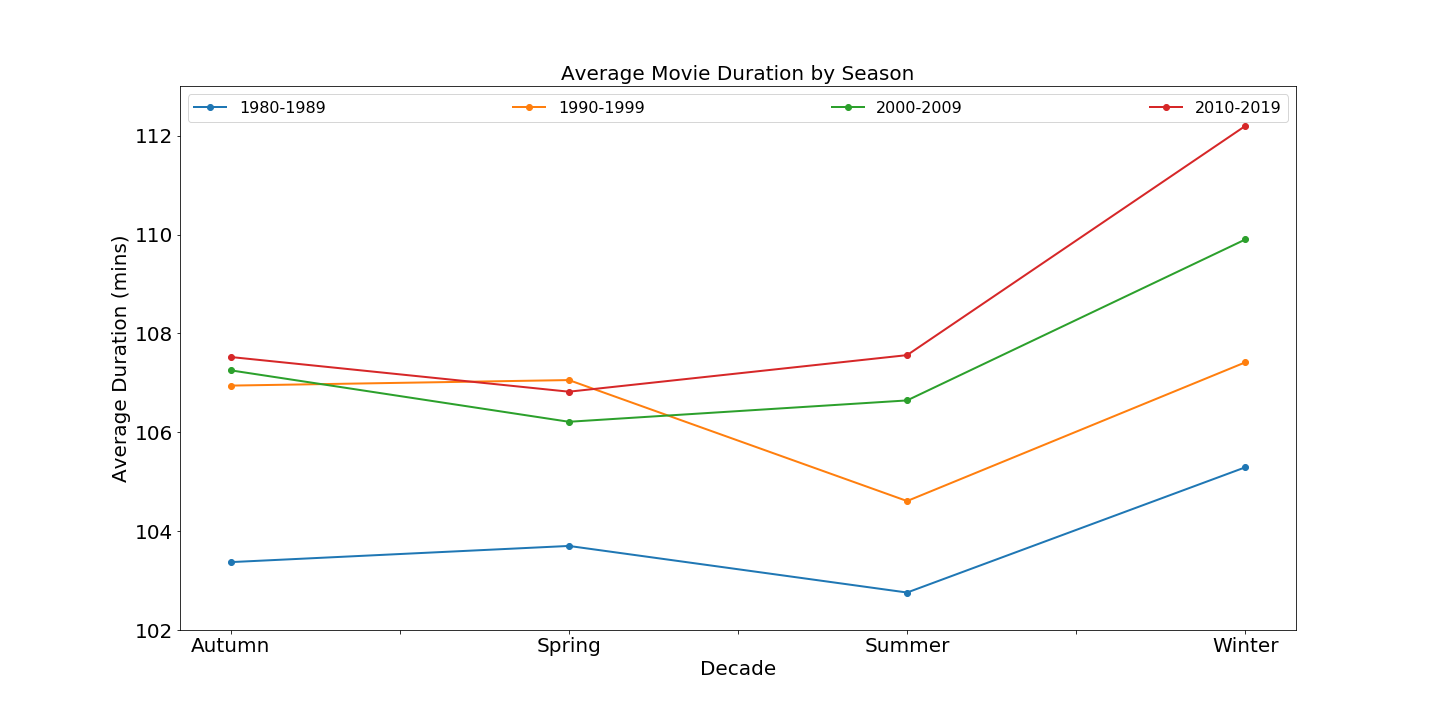 Average Movie Duration by Season
1980-1989 1990-1999 2000-2009 2010-2019
112
110
108
106
104
102
Average Duration (mins)
Autumn Spring Summer Winter
Decade